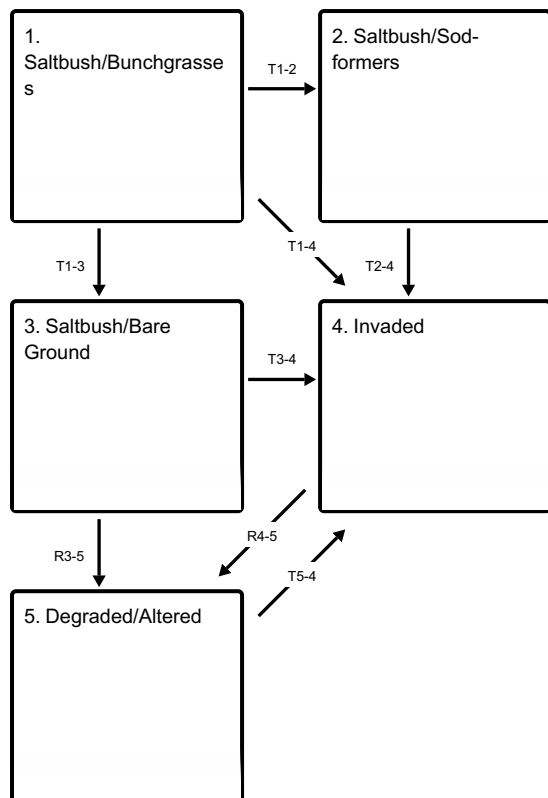 1.
Saltbush/Bunchgrasse
s
2. Saltbush/Sod-
formers
T1-2
T1-4
T1-3
T2-4
3. Saltbush/Bare
Ground
4. Invaded
T3-4
R4-5
R3-5
T5-4
5. Degraded/Altered